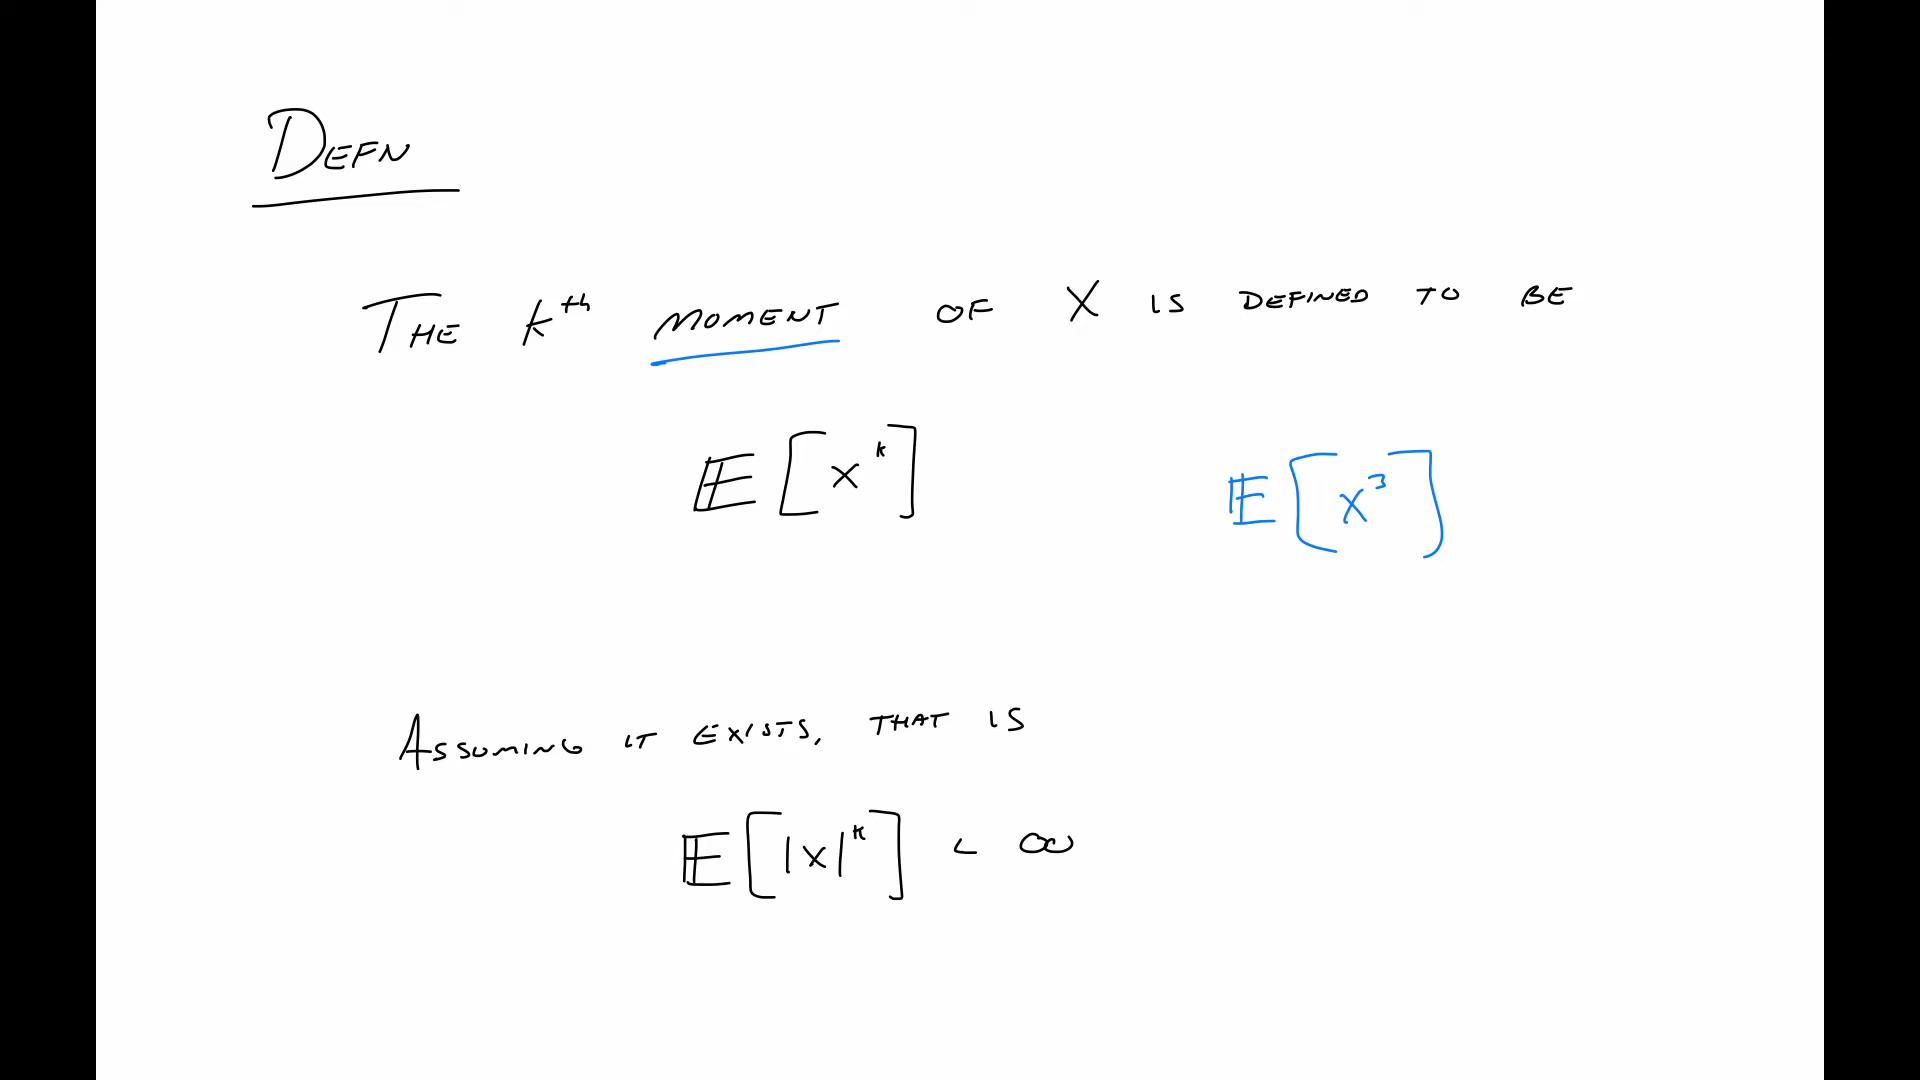 DEFN
THE kth MOMENT OF X IS DEFINED TO BE
𝔼[X^k] 𝔼[X^3]
ASSUMING IT EXISTS, THAT IS
𝔼[|X|^k] < ∞